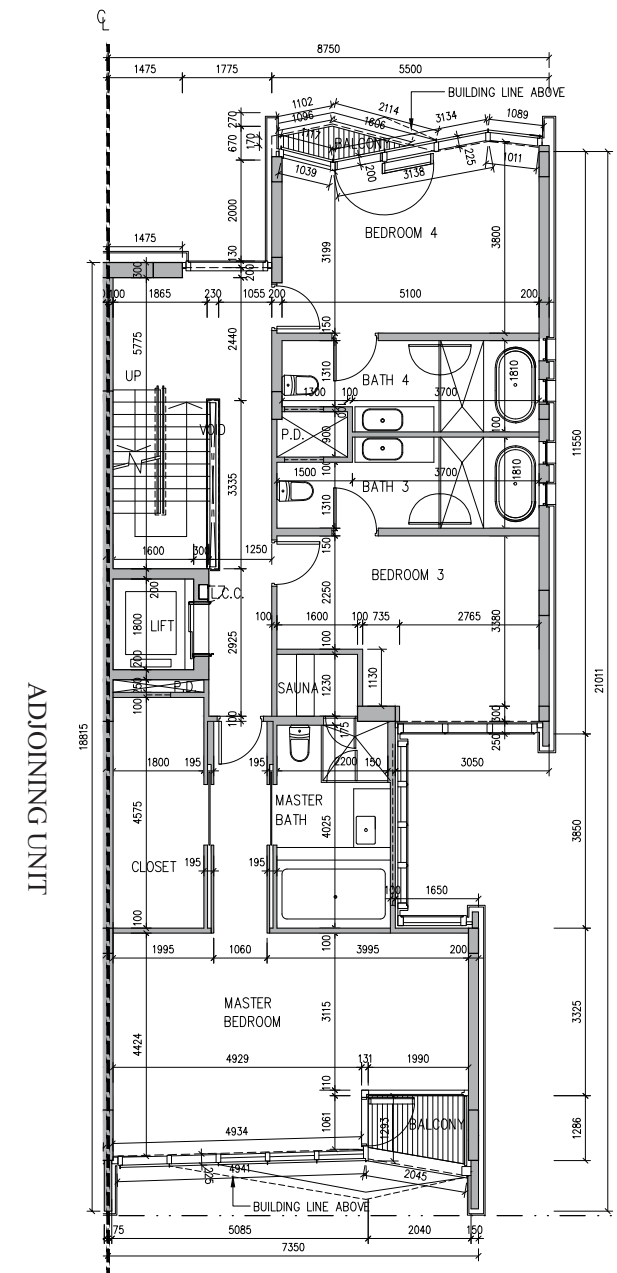 ℄
8750
1475 1775 5500
BUILDING LINE ABOVE
1102 2114 3134 1089
1096 1606
270
670 170
BALCONY
225
1039 200 3138 1011
2000
BEDROOM 4
1475
3199 3800
130
200
300
100 1865 230 1055 200 5100 200
150
5775 2440
UP
1310 BATH 4 1810
1300 100 3700
VOID
P.D. 900 100
11550
100
1500 3700
3335
BATH 3 1810
1310
1600 300 1250
150
BEDROOM 3
200 L.C.C. 2250
1800 LIFT
100 1600 100 735 2765
3380
2925
200
100
1130
250 P.D. SAUNA 1230
21011
100 100 300
175
18815
250
1800 195 195 2200 150 3050
ADJOINING UNIT
MASTER
BATH
4575 4025 3850
CLOSET 195 195
100 1650
100
1995 1060 3995 200
100
MASTER
BEDROOM
3115 3325
4424
4929 131 1990
110
1061 1293 BALCONY 1286
4934
225 4941 2045
BUILDING LINE ABOVE
75 5085 2040 150
7350